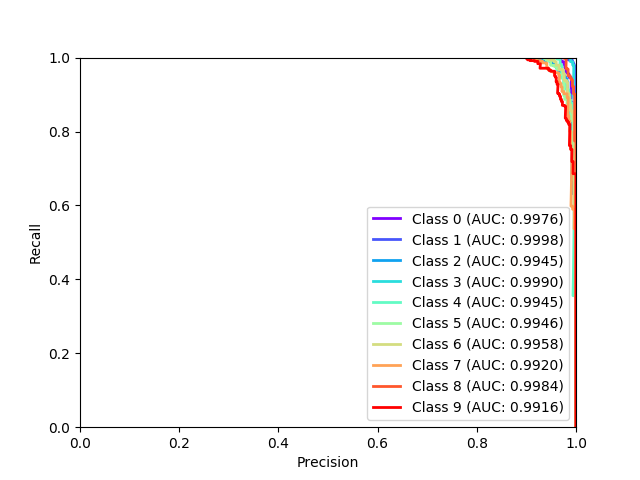 1.0
0.8
0.6
0.4
0.2
0.0
Recall
Class 0 (AUC: 0.9976)
Class 1 (AUC: 0.9998)
Class 2 (AUC: 0.9945)
Class 3 (AUC: 0.9990)
Class 4 (AUC: 0.9945)
Class 5 (AUC: 0.9946)
Class 6 (AUC: 0.9958)
Class 7 (AUC: 0.9920)
Class 8 (AUC: 0.9984)
Class 9 (AUC: 0.9916)
0.0 0.2 0.4 0.6 0.8 1.0
Precision